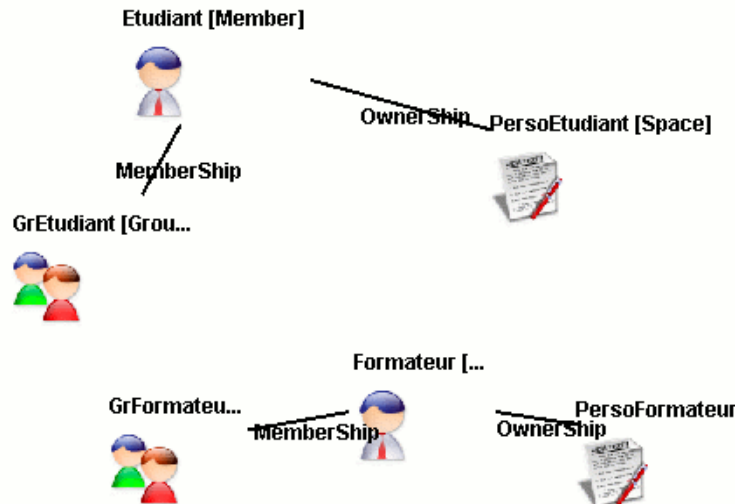 Etudiant [Member]
OwnerShip
PersoEtudiant [Space]
MemberShip
GrEtudiant [Grou...
Formateur [...
GrFormateu...
PersoFormateur
MemberShip
OwnerShip